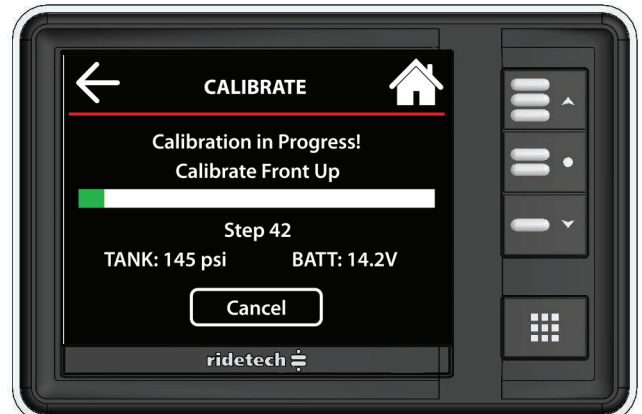 CALIBRATE
Calibration in Progress!
Calibrate Front Up
Step 42
TANK: 145 psi BATT: 14.2V
Cancel
ridetech